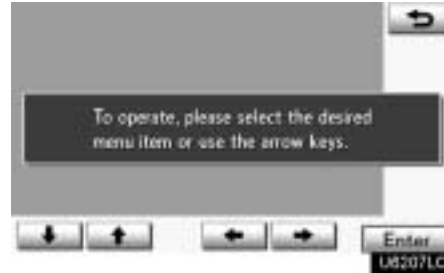 To operate, please select the desired
menu item or use the arrow keys.
Enter
U6207LC